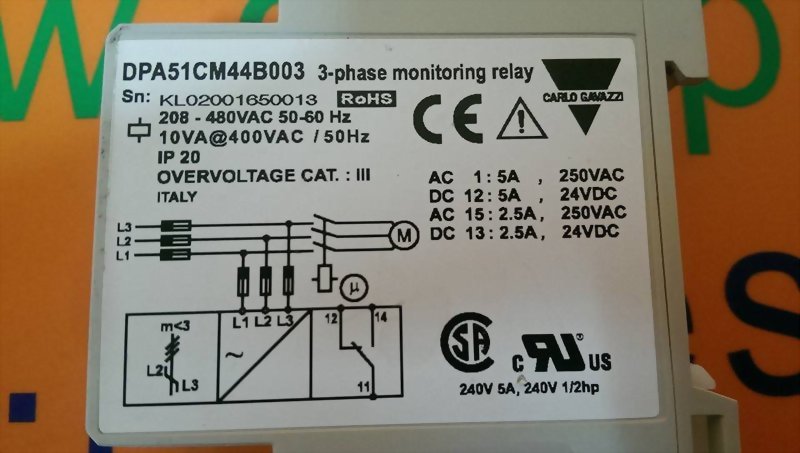 DPA51CM44B003 3-phase monitoring relay
Sn: KL02001650013 RoHS
208 - 480VAC 50-60 Hz
10VA@400VAC / 50Hz
IP 20
OVERVOLTAGE CAT. : III
ITALY
CE
CARLO GAVAZZI
AC 1 : 5A , 250VAC
DC 12 : 5A , 24VDC
AC 15 : 2.5A , 250VAC
DC 13 : 2.5A , 24VDC
L3
L2
L1
M
µ
m<3
L2
L3
~
L1 L2 L3
12 14
11
SA
c RU ® US
240V 5A, 240V 1/2hp